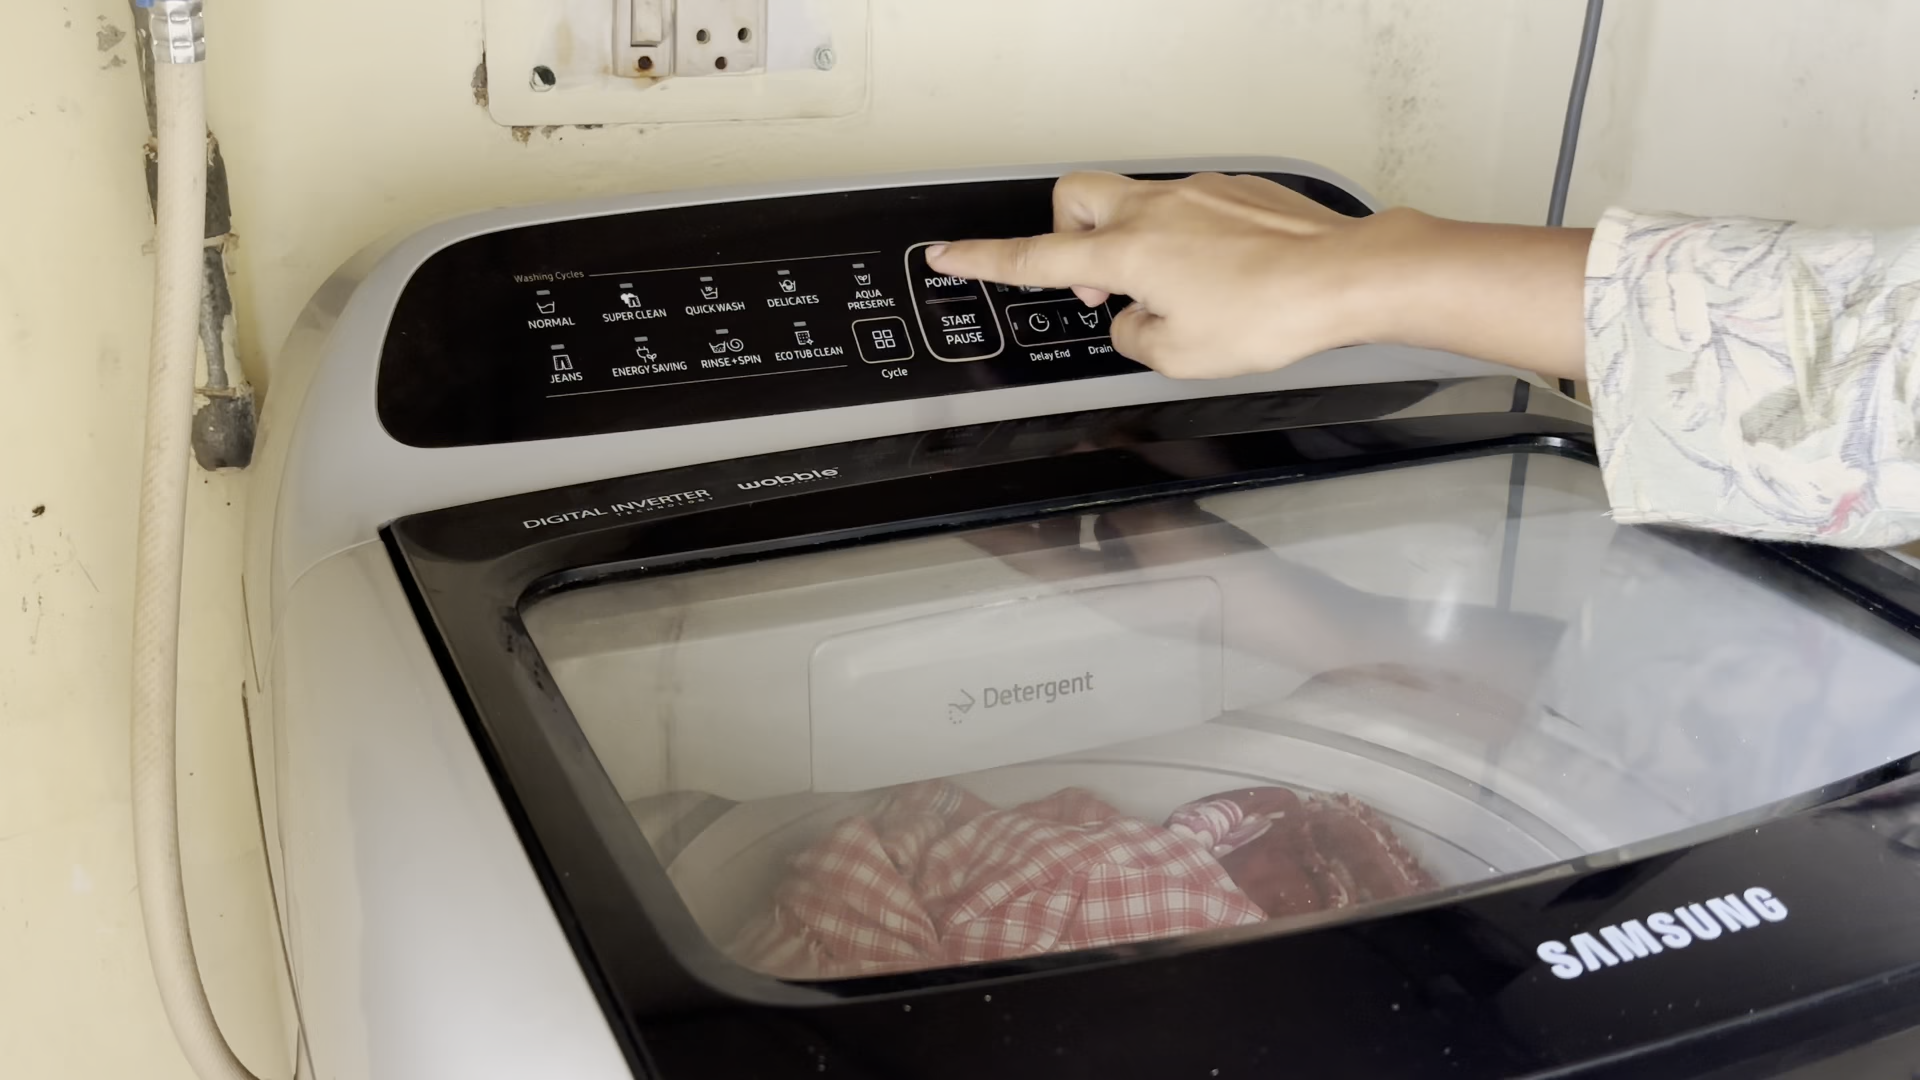 Washing Cycles
NORMAL
SUPER CLEAN
QUICK WASH
DELICATES
AQUA
PRESERVE
JEANS
ENERGY SAVING
RINSE+SPIN
ECO TUB CLEAN
Cycle
POWER
START
PAUSE
Delay End
Drain
DIGITAL INVERTER
TECHNOLOGY
wobble
Detergent
SAMSUNG